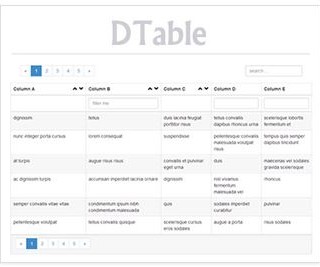 DTable
« 1 2 3 4 5 »
search...
Column A Column B Column C Column D Column E
filter me
dignissim tellus duis lacinia feugiat tellus convallis scelerisque lobortis
porttitor risus dapibus rhoncus urna fermentum et
nunc integer porta cursus lorem consequat suspendisse pellentesque convallis tempus quis semper
malesuada volutpat dapibus tincidunt
risus
at turpis augue risus risus convallis et pulvinar duis maecenas vel sodales
eget urna gravida scelerisque
ac dignissim turpis accumsan imperdiet lacinia ornare dignissim nisl vivamus rhoncus
fermentum
malesuada vel
semper convallis vitae vitae condimentum ipsum nibh quis sodales imperdiet pulvinar
condimentum malesuada curabitur
pellentesque volutpat tellus convallis quisque scelerisque cursus augue a porta risus sodales
eros sodales
« 1 2 3 4 5 »